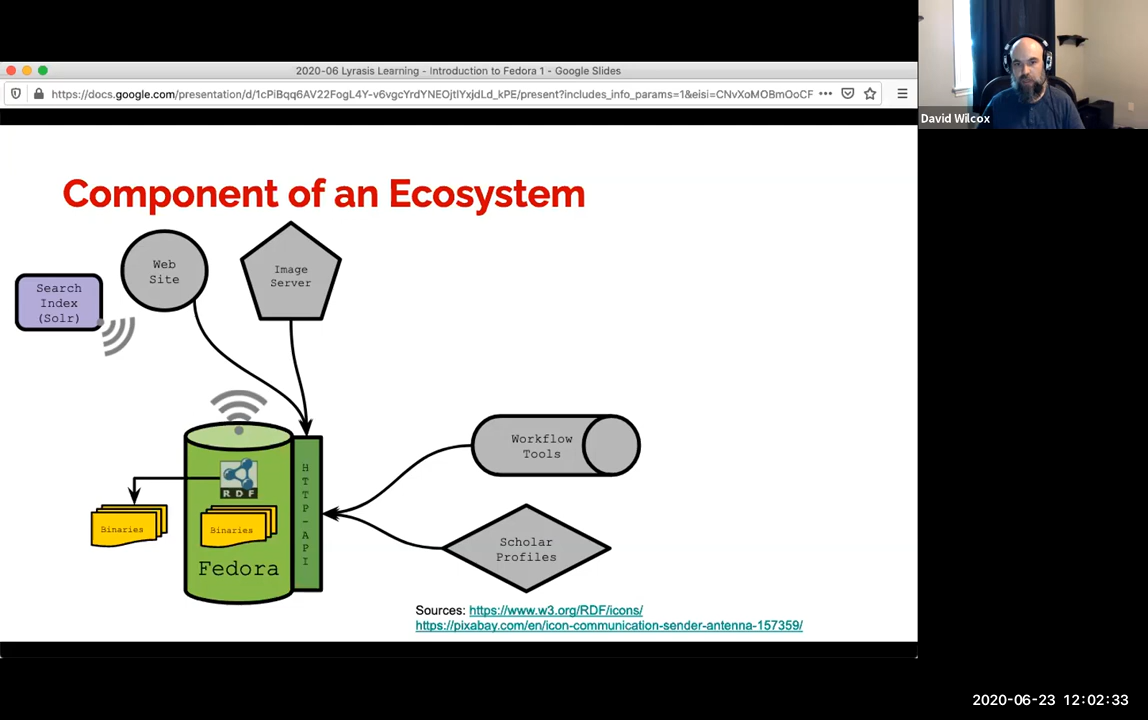 2020-06 Lyrasis Learning - Introduction to Fedora 1 - Google Slides
https://docs.google.com/presentation/d/1cPiBqq6AV22FogL4Y-v6vgcYrdYNEOjtlYxjdLd_kPE/present?includes_info_params=1&eisi=CNvXoMOBmOoCF
David Wilcox
Component of an Ecosystem
Search
Index
(Solr)
Web
Site
Image
Server
RDF
Binaries
Binaries
Fedora
HTTP-API
Workflow
Tools
Scholar
Profiles
Sources: https://www.w3.org/RDF/icons/
https://pixabay.com/en/icon-communication-sender-antenna-157359/
2020-06-23 12:02:33